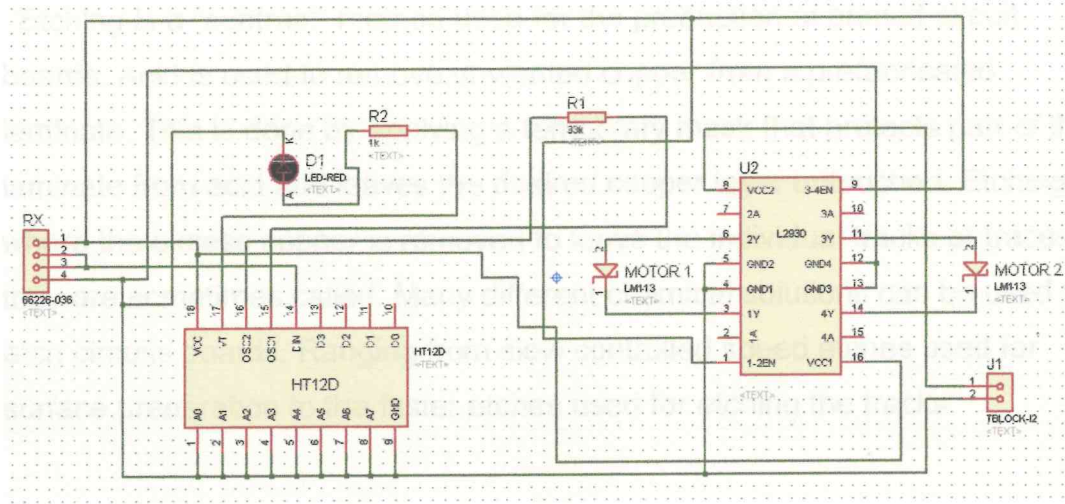 R2
1k
<TEXT>
R1
33k
<TEXT>
K
D1
LED-RED
<TEXT>
A
RX
1
2
3
4
66226-036
<TEXT>
18 17 16 15 14 13 12 11 10
VCC VT OSC2 OSC1 DIN D3 D2 D1 D0
HT12D
<TEXT>
HT12D
A0 A1 A2 A3 A4 A5 A6 A7 GND
1 2 3 4 5 6 7 8 9
U2
8 VCC2 3-4EN 9
7 2A 3A 10
L293D
6 2Y 3Y 11
5 GND2 GND4 12
4 GND1 GND3 13
3 1Y 4Y 14
2 1A 4A 15
1 1-2EN VCC1 16
<TEXT>
2
MOTOR 1
1
LM113
<TEXT>
2
MOTOR 2
1
LM113
<TEXT>
J1
1
2
TBLOCK-I2
<TEXT>